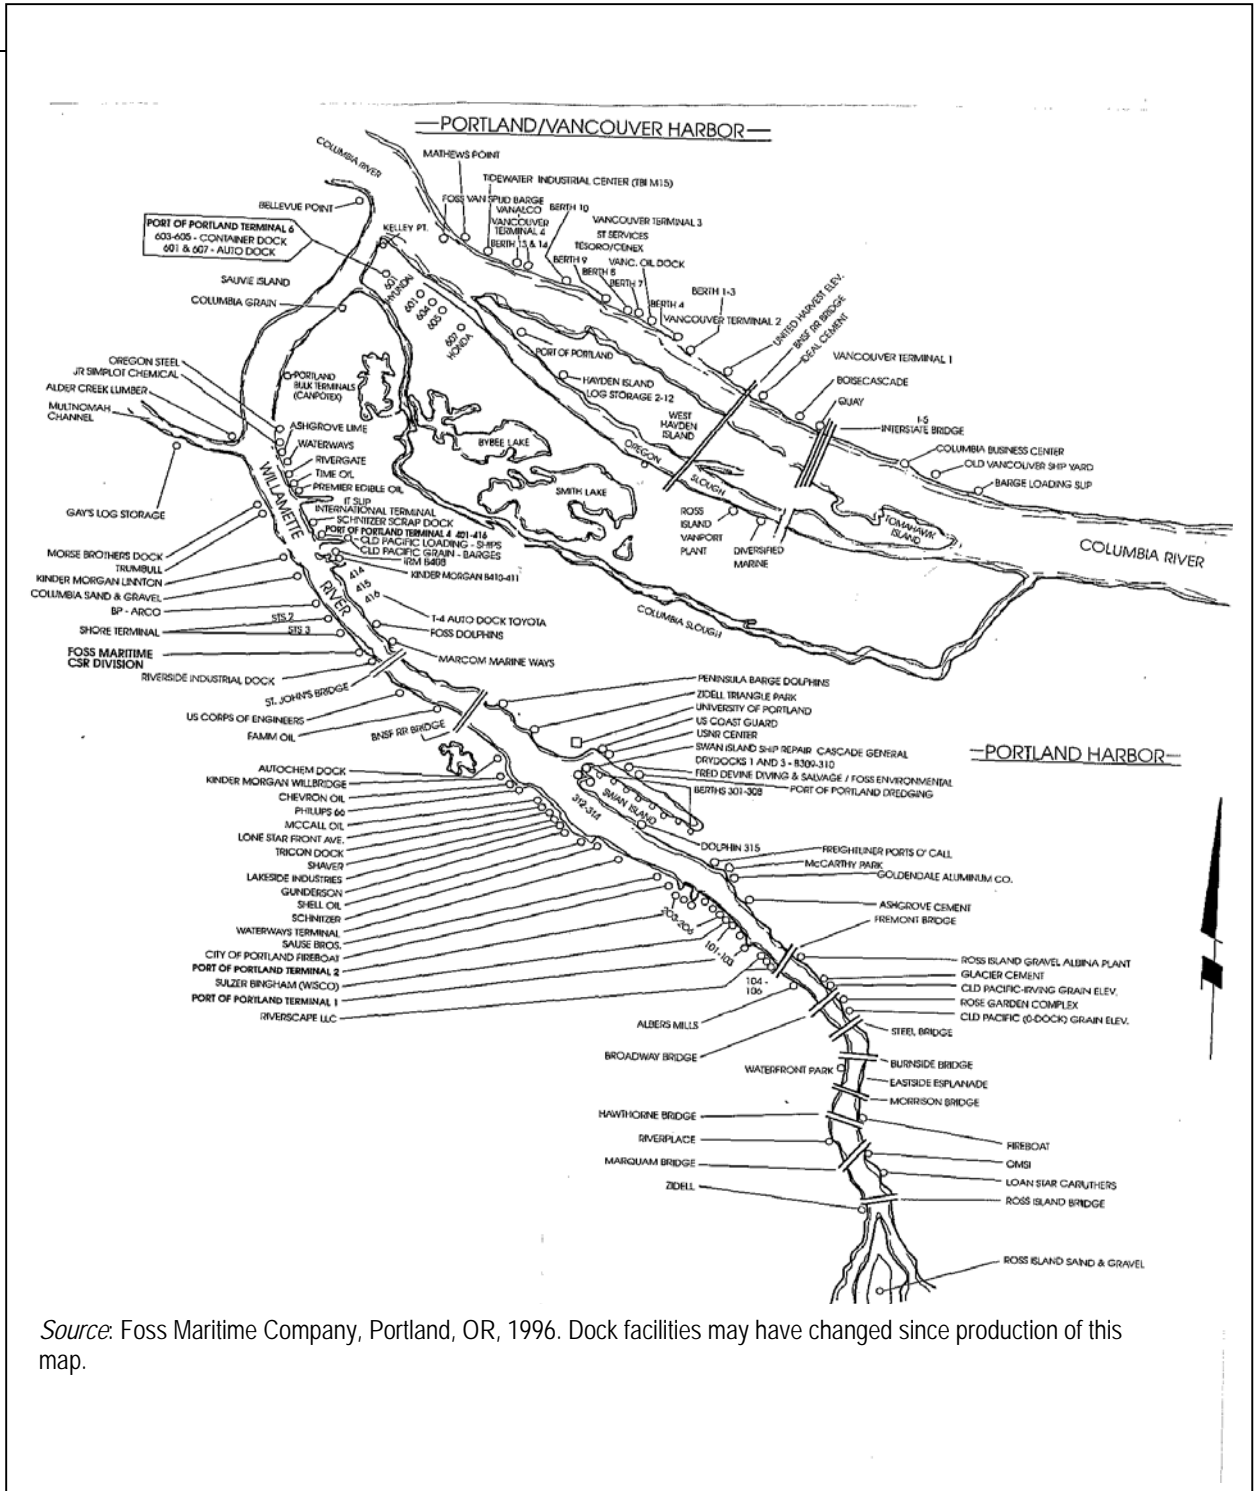 PORTLAND/VANCOUVER HARBOR
COLUMBIA RIVER
MATHEWS POINT
TIDEWATER INDUSTRIAL CENTER (TBI M15)
BELLEVUE POINT
FOSS VAN SPUD BARGE
VANALCO
BERTH 10
VANCOUVER TERMINAL 4
VANCOUVER TERMINAL 3
PORT OF PORTLAND TERMINAL 6
603-605 - CONTAINER DOCK
601 & 607 - AUTO DOCK
KELLEY PT.
BERTH 13 & 14
ST SERVICES
TESORO/CENEX
BERTH 9
VANC. OIL DOCK
BERTH 8
BERTH 7
BERTH 1-3
BERTH 4
SAUVIE ISLAND
601 HYUNDAI
601
604
605
607 HONDA
COLUMBIA GRAIN
VANCOUVER TERMINAL 2
UNITED HARVEST ELEV.
BNSF RR BRIDGE
IDEAL CEMENT
PORT OF PORTLAND
VANCOUVER TERMINAL 1
OREGON STEEL
JR SIMPLOT CHEMICAL
ALDER CREEK LUMBER
PORTLAND
BULK TERMINALS
(CANPOTEX)
HAYDEN ISLAND
LOG STORAGE 2-12
BOISECASCADE
QUAY
MULTNOMAH
CHANNEL
WEST
HAYDEN
ISLAND
I-5
INTERSTATE BRIDGE
ASHGROVE LIME
WATERWAYS
RIVERGATE
TIME OIL
PREMIER EDIBLE OIL
BYBEE LAKE
OREGON SLOUGH
COLUMBIA BUSINESS CENTER
OLD VANCOUVER SHIP YARD
BARGE LOADING SLIP
WILLAMETTE RIVER
SMITH LAKE
GAY'S LOG STORAGE
IT SLIP
INTERNATIONAL TERMINAL
SCHNITZER SCRAP DOCK
PORT OF PORTLAND TERMINAL 4 401-416
CLD PACIFIC LOADING - SHIPS
CLD PACIFIC GRAIN - BARGES
IRM B408
KINDER MORGAN B410-411
ROSS
ISLAND
VANPORT
PLANT
DIVERSIFIED
MARINE
TOMAHAWK
ISLAND
COLUMBIA RIVER
MORSE BROTHERS DOCK
TRUMBULL
KINDER MORGAN LINNTON
COLUMBIA SAND & GRAVEL
BP - ARCO
414
415
416
STS 2
SHORE TERMINAL
STS 3
T-4 AUTO DOCK TOYOTA
FOSS DOLPHINS
COLUMBIA SLOUGH
FOSS MARITIME
CSR DIVISION
MARCOM MARINE WAYS
RIVERSIDE INDUSTRIAL DOCK
ST. JOHN'S BRIDGE
US CORPS OF ENGINEERS
FAMM OIL
BNSF RR BRIDGE
PENINSULA BARGE DOLPHINS
ZIDELL TRIANGLE PARK
UNIVERSITY OF PORTLAND
US COAST GUARD
USNR CENTER
SWAN ISLAND SHIP REPAIR CASCADE GENERAL
DRYDOCKS 1 AND 3 - B309-310
FRED DEVINE DIVING & SALVAGE / FOSS ENVIRONMENTAL
BERTHS 301-308
PORT OF PORTLAND DREDGING
PORTLAND HARBOR
SWAN ISLAND
312-314
AUTOCHEM DOCK
KINDER MORGAN WILLBRIDGE
CHEVRON OIL
PHILLIPS 66
MCCALL OIL
LONE STAR FRONT AVE.
TRICON DOCK
SHAVER
LAKESIDE INDUSTRIES
GUNDERSON
SHELL OIL
SCHNITZER
WATERWAYS TERMINAL
SAUSE BROS.
CITY OF PORTLAND FIREBOAT
PORT OF PORTLAND TERMINAL 2
SULZER BINGHAM (WISCO)
PORT OF PORTLAND TERMINAL 1
RIVERSCAPE LLC
DOLPHIN 315
FREIGHTLINER PORTS O' CALL
McCARTHY PARK
GOLDENDALE ALUMINUM CO.
ASHGROVE CEMENT
FREMONT BRIDGE
203-206
101-103
104 -
106
ROSS ISLAND GRAVEL ALBINA PLANT
GLACIER CEMENT
CLD PACIFIC-IRVING GRAIN ELEV.
ROSE GARDEN COMPLEX
CLD PACIFIC (O-DOCK) GRAIN ELEV.
ALBERS MILLS
STEEL BRIDGE
BROADWAY BRIDGE
WATERFRONT PARK
BURNSIDE BRIDGE
EASTSIDE ESPLANADE
MORRISON BRIDGE
HAWTHORNE BRIDGE
FIREBOAT
RIVERPLACE
OMSI
MARQUAM BRIDGE
LOAN STAR CARUTHERS
ZIDELL
ROSS ISLAND BRIDGE
ROSS ISLAND SAND & GRAVEL
Source: Foss Maritime Company, Portland, OR, 1996. Dock facilities may have changed since production of this
map.